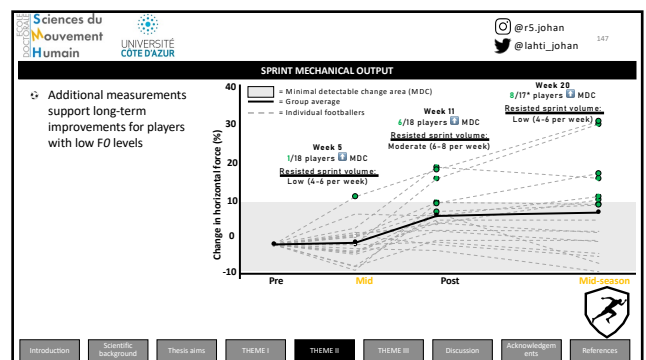 ECOLE
DOCTORALE
Sciences du
Mouvement
Humain
UNIVERSITÉ
CÔTE D'AZUR
@r5.johan
@lahti_johan
147
SPRINT MECHANICAL OUTPUT
Additional measurements
support long-term
improvements for players
with low F0 levels
Change in horizontal force (%)
40
30
20
10
0
-10
= Minimal detectable change area (MDC)
= Group average
= Individual footballers
Week 5
1/18 players ⬆ MDC
Resisted sprint volume:
Low (4-6 per week)
Week 11
6/18 players ⬆ MDC
Resisted sprint volume:
Moderate (6-8 per week)
Week 20
8/17* players ⬆ MDC
Resisted sprint volume:
Low (4-6 per week)
Pre
Mid
Post
Mid-season
Introduction
Scientific
background
Thesis aims
THEME I
THEME II
THEME III
Discussion
Acknowledgem
ents
References